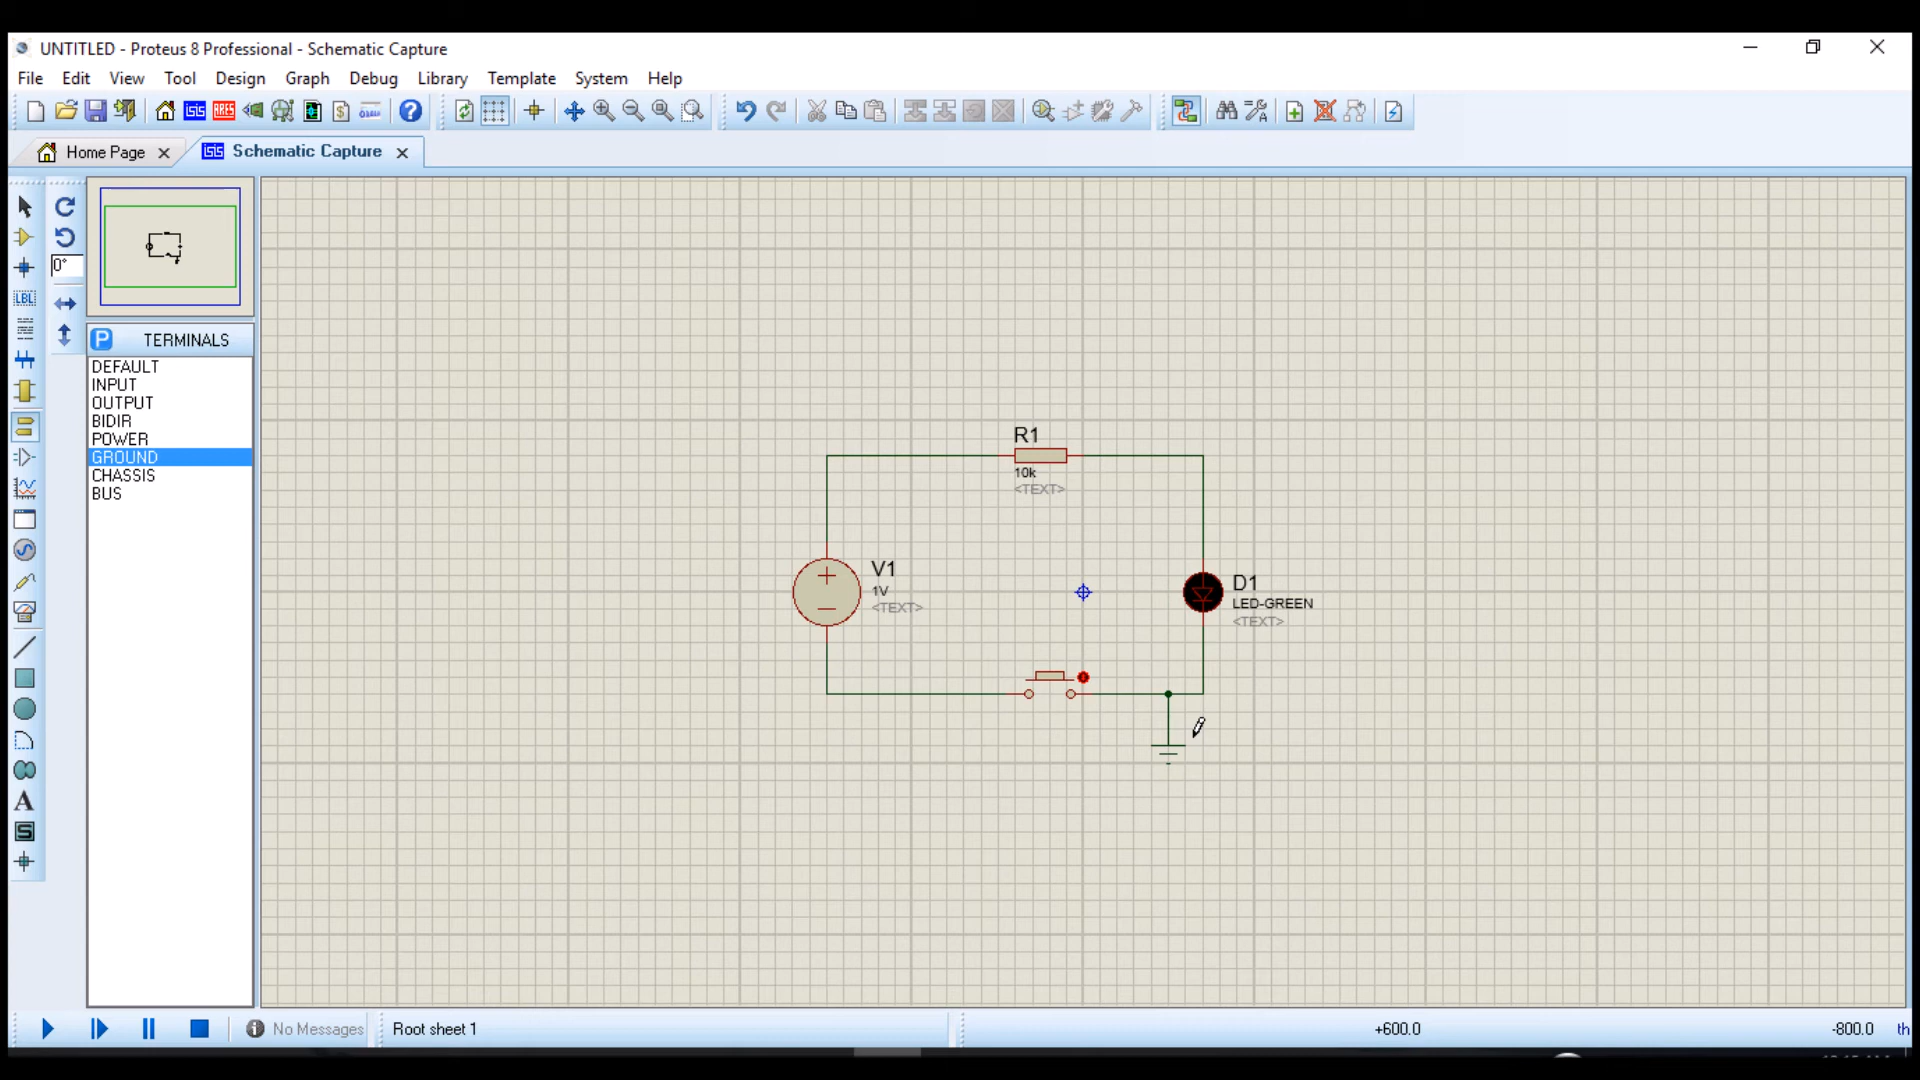 UNTITLED - Proteus 8 Professional - Schematic Capture
File Edit View Tool Design Graph Debug Library Template System Help
Home Page
Schematic Capture
LBL
0°
P TERMINALS
DEFAULT
INPUT
OUTPUT
BIDIR
POWER
GROUND
CHASSIS
BUS
R1
10k
<TEXT>
V1
1V
<TEXT>
D1
LED-GREEN
<TEXT>
A
S
No Messages
Root sheet 1
+600.0
-800.0
th